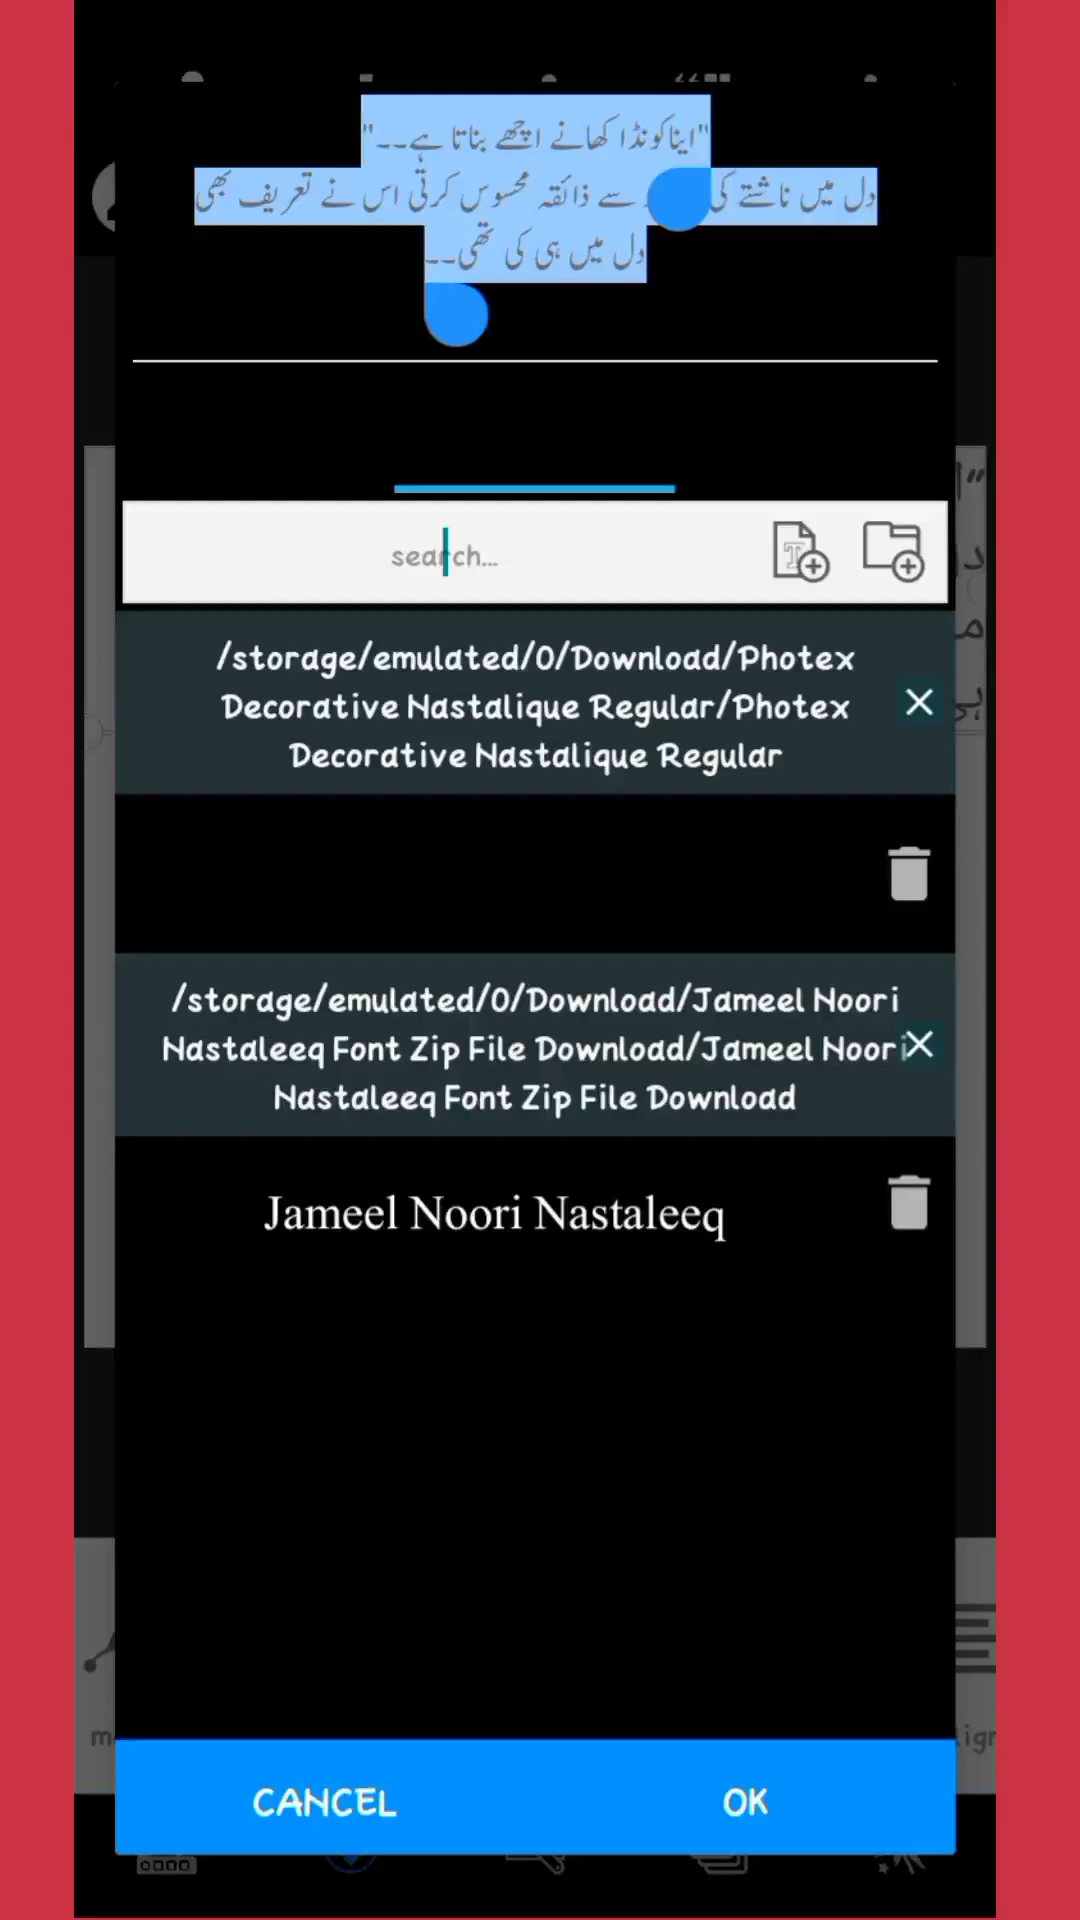 "ایناکونڈا کھانے اچھے بناتا ہے۔۔"
دل میں ناشتے کی سے ذائقہ محسوس کرتی اس نے تعریف بھی
دل میں ہی کی تھی۔۔
search...
/storage/emulated/0/Download/Photex
Decorative Nastalique Regular/Photex
Decorative Nastalique Regular
/storage/emulated/0/Download/Jameel Noori
Nastaleeq Font Zip File Download/Jameel Noori
Nastaleeq Font Zip File Download
Jameel Noori Nastaleeq
CANCEL
OK